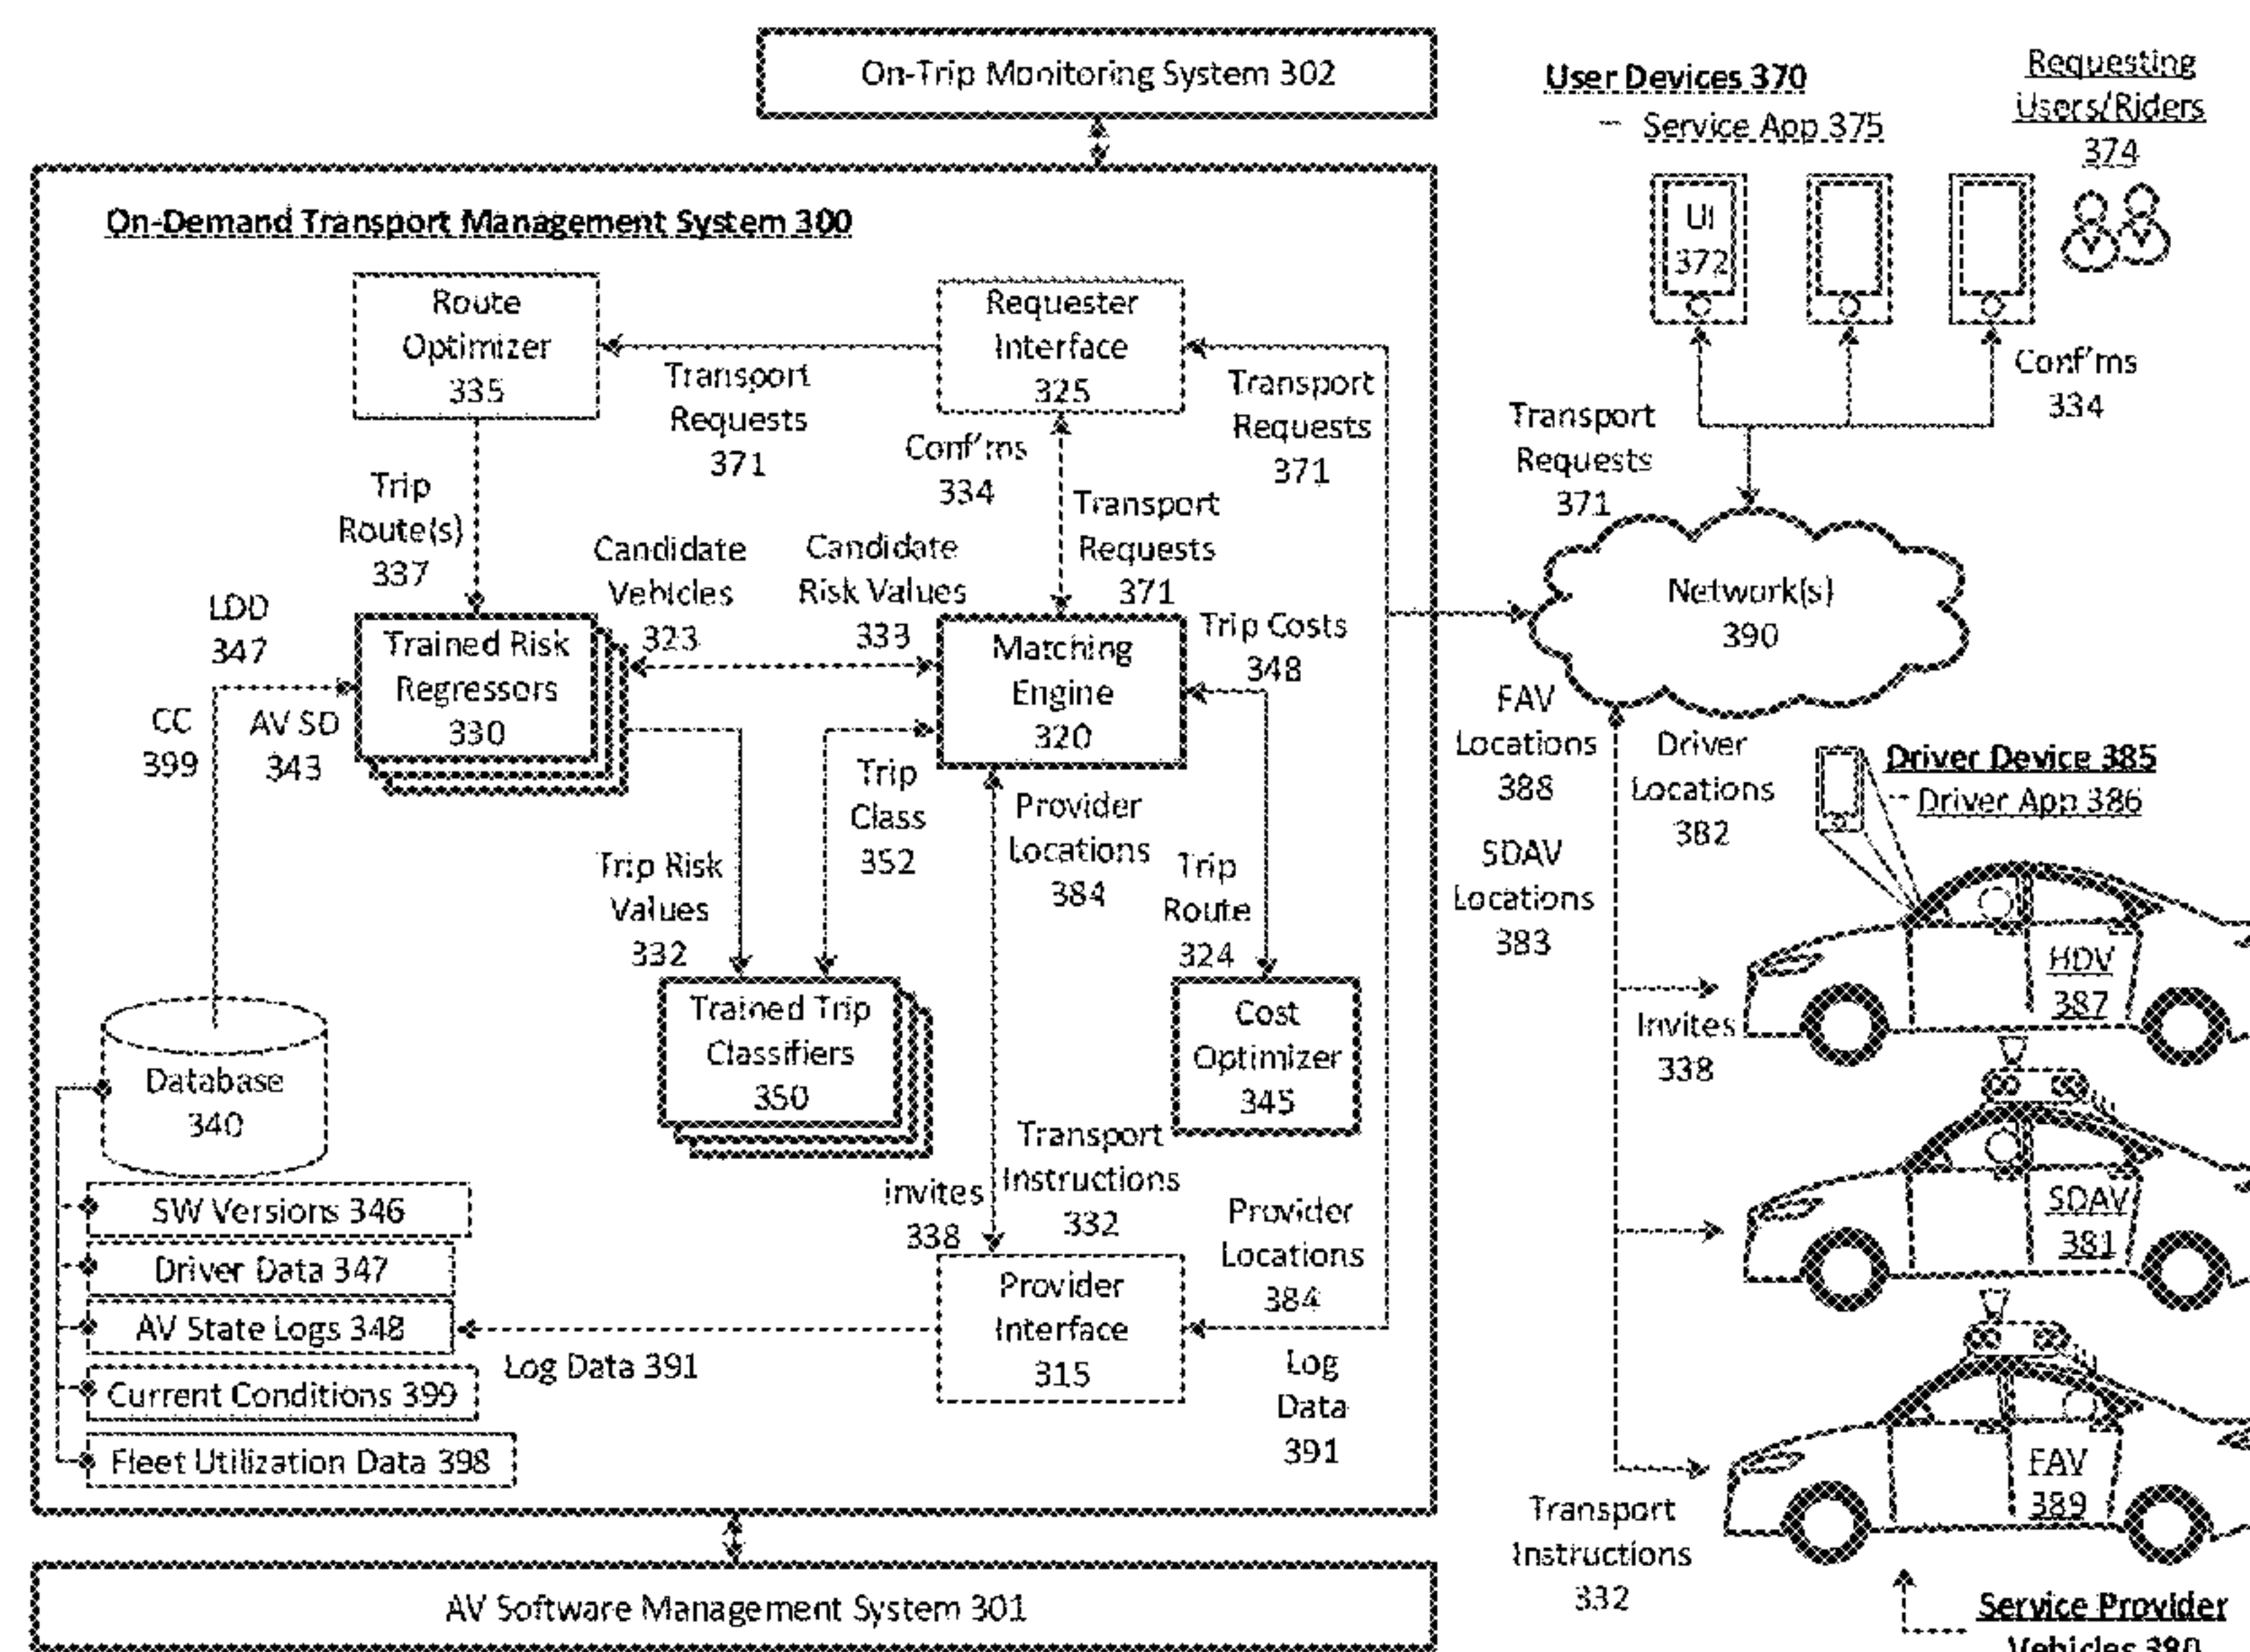 On-Trip Monitoring System 302
User Devices 370
– Service App 375
Requesting
Users/Riders
374
UI
372
On-Demand Transport Management System 300
Route
Optimizer
335
Requester
Interface
325
Transport
Requests
371
Transport
Requests
371
Conf'ms
334
Transport
Requests
371
Transport
Requests
371
Conf'ms
334
Trip
Route(s)
337
Candidate
Vehicles
323
Candidate
Risk Values
333
LDD
347
CC
399
AV SD
343
Trained Risk
Regressors
330
Matching
Engine
320
Trip Costs
348
Network(s)
390
FAV
Locations
388
Driver
Locations
382
SDAV
Locations
383
Driver Device 385
– Driver App 386
Trip
Class
352
Provider
Locations
384
Trip Risk
Values
332
Trip
Route
324
Trained Trip
Classifiers
350
Cost
Optimizer
345
HDV
387
Invites
338
Database
340
SW Versions 346
Driver Data 347
AV State Logs 348
Current Conditions 399
Fleet Utilization Data 398
Invites
338
Transport
Instructions
332
Provider
Locations
384
Provider
Interface
315
Log Data 391
Log
Data
391
SDAV
381
FAV
389
Transport
Instructions
332
AV Software Management System 301
Service Provider
Vehicles 380